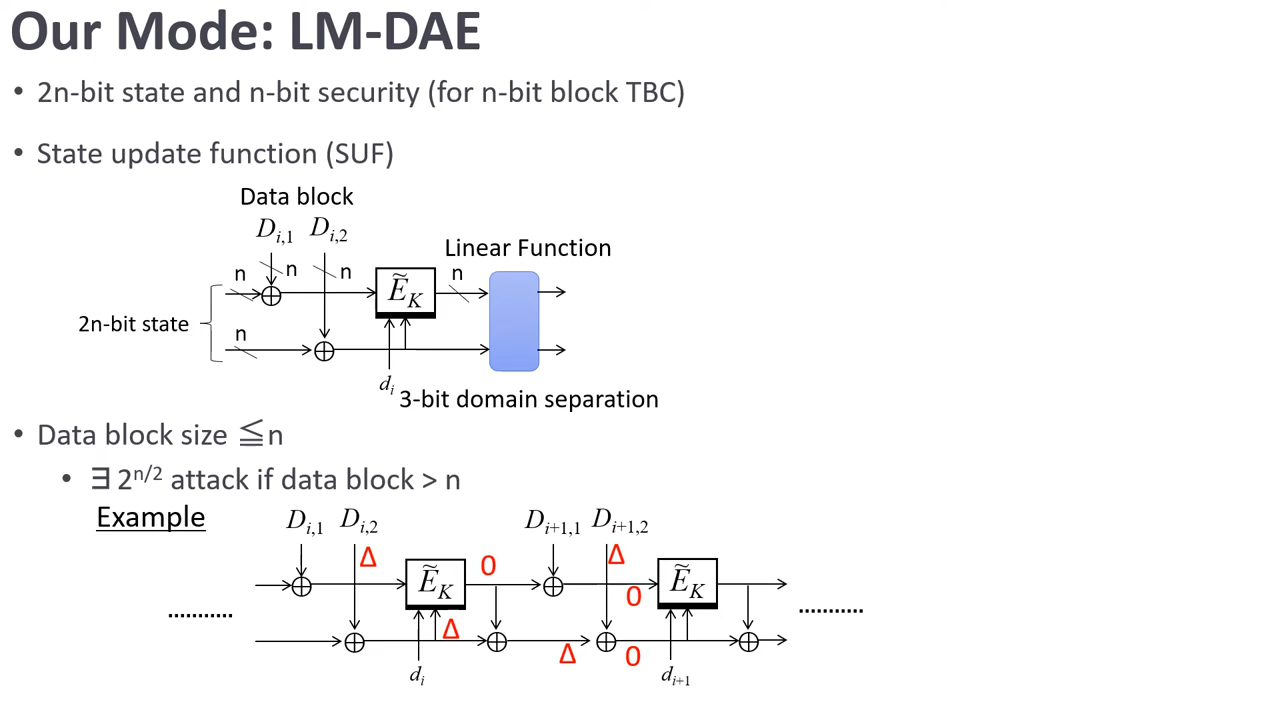 Our Mode: LM-DAE
• 2n-bit state and n-bit security (for n-bit block TBC)
• State update function (SUF)
Data block
D_{i,1} D_{i,2}
Linear Function
n n n n
Ẽ_K
2n-bit state
n
d_i 3-bit domain separation
• Data block size ≦n
• ∃ 2^{n/2} attack if data block > n
Example
D_{i,1} D_{i,2} D_{i+1,1} D_{i+1,2}
Δ 0 Δ
Ẽ_K 0 Ẽ_K
........... ...........
Δ Δ 0
d_i d_{i+1}